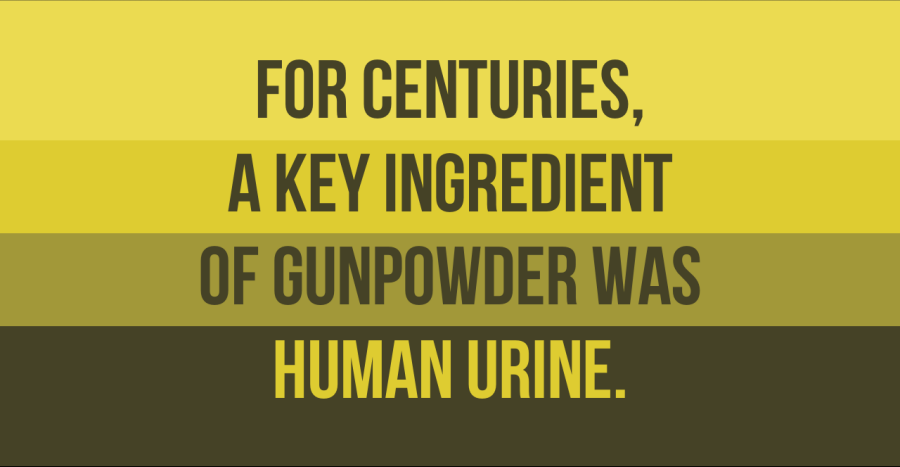 FOR CENTURIES,
A KEY INGREDIENT
OF GUNPOWDER WAS
HUMAN URINE.